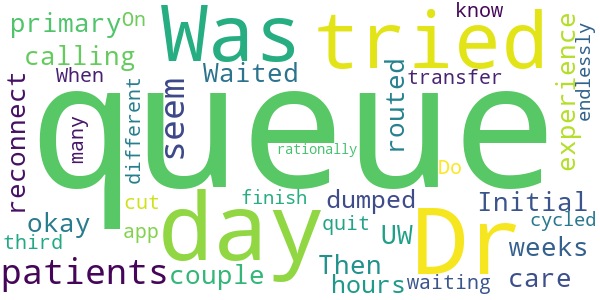 primary
On
calling
Was
tried
know
experience
endlessly
When
Waited
transfer
reconnect
many
different
seem
routed
queue
rationally
Do
cut
app
third
okay
day
finish
quit
dumped
UW
Dr
Initial
cycled
weeks
patients
couple
Then
hours
waiting
care